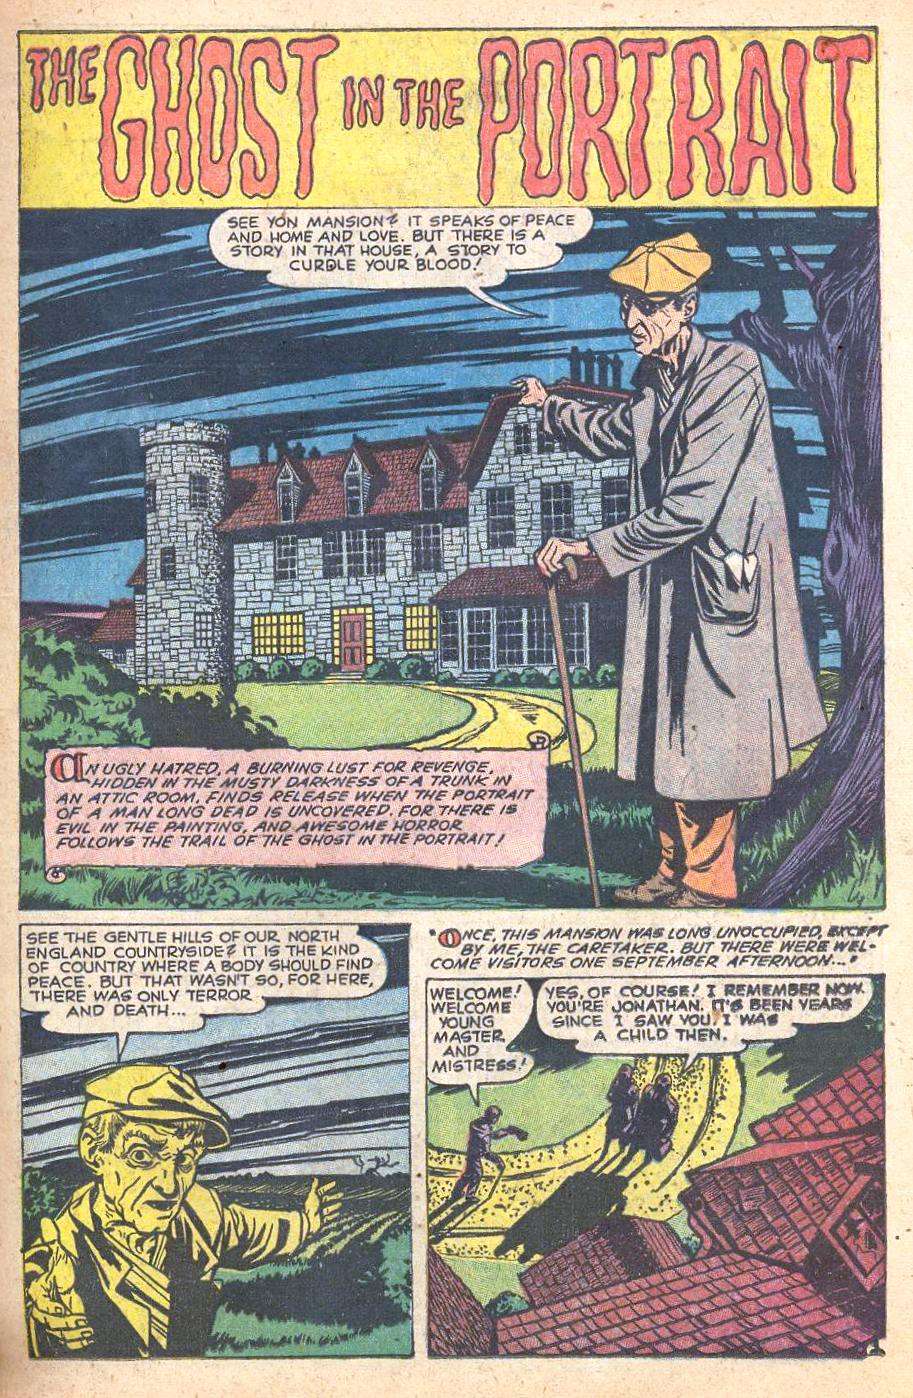 THE GHOST IN THE PORTRAIT
SEE YON MANSION? IT SPEAKS OF PEACE
AND HOME AND LOVE. BUT THERE IS A
STORY IN THAT HOUSE, A STORY TO
CURDLE YOUR BLOOD!
AN UGLY HATRED, A BURNING LUST FOR REVENGE,
HIDDEN IN THE MUSTY DARKNESS OF A TRUNK IN
AN ATTIC ROOM, FINDS RELEASE WHEN THE PORTRAIT
OF A MAN LONG DEAD IS UNCOVERED. FOR THERE IS
EVIL IN THE PAINTING, AND AWESOME HORROR
FOLLOWS THE TRAIL OF THE GHOST IN THE PORTRAIT!
SEE THE GENTLE HILLS OF OUR NORTH
ENGLAND COUNTRYSIDE? IT IS THE KIND
OF COUNTRY WHERE A BODY SHOULD FIND
PEACE. BUT THAT WASN'T SO, FOR HERE,
THERE WAS ONLY TERROR
AND DEATH...
"ONCE, THIS MANSION WAS LONG UNOCCUPIED, EXCEPT
BY ME, THE CARETAKER. BUT THERE WERE WEL-
COME VISITORS ONE SEPTEMBER AFTERNOON..."
WELCOME!
WELCOME
YOUNG
MASTER
AND
MISTRESS!
YES, OF COURSE! I REMEMBER NOW.
YOU'RE JONATHAN. IT'S BEEN YEARS
SINCE I SAW YOU. I WAS
A CHILD THEN.